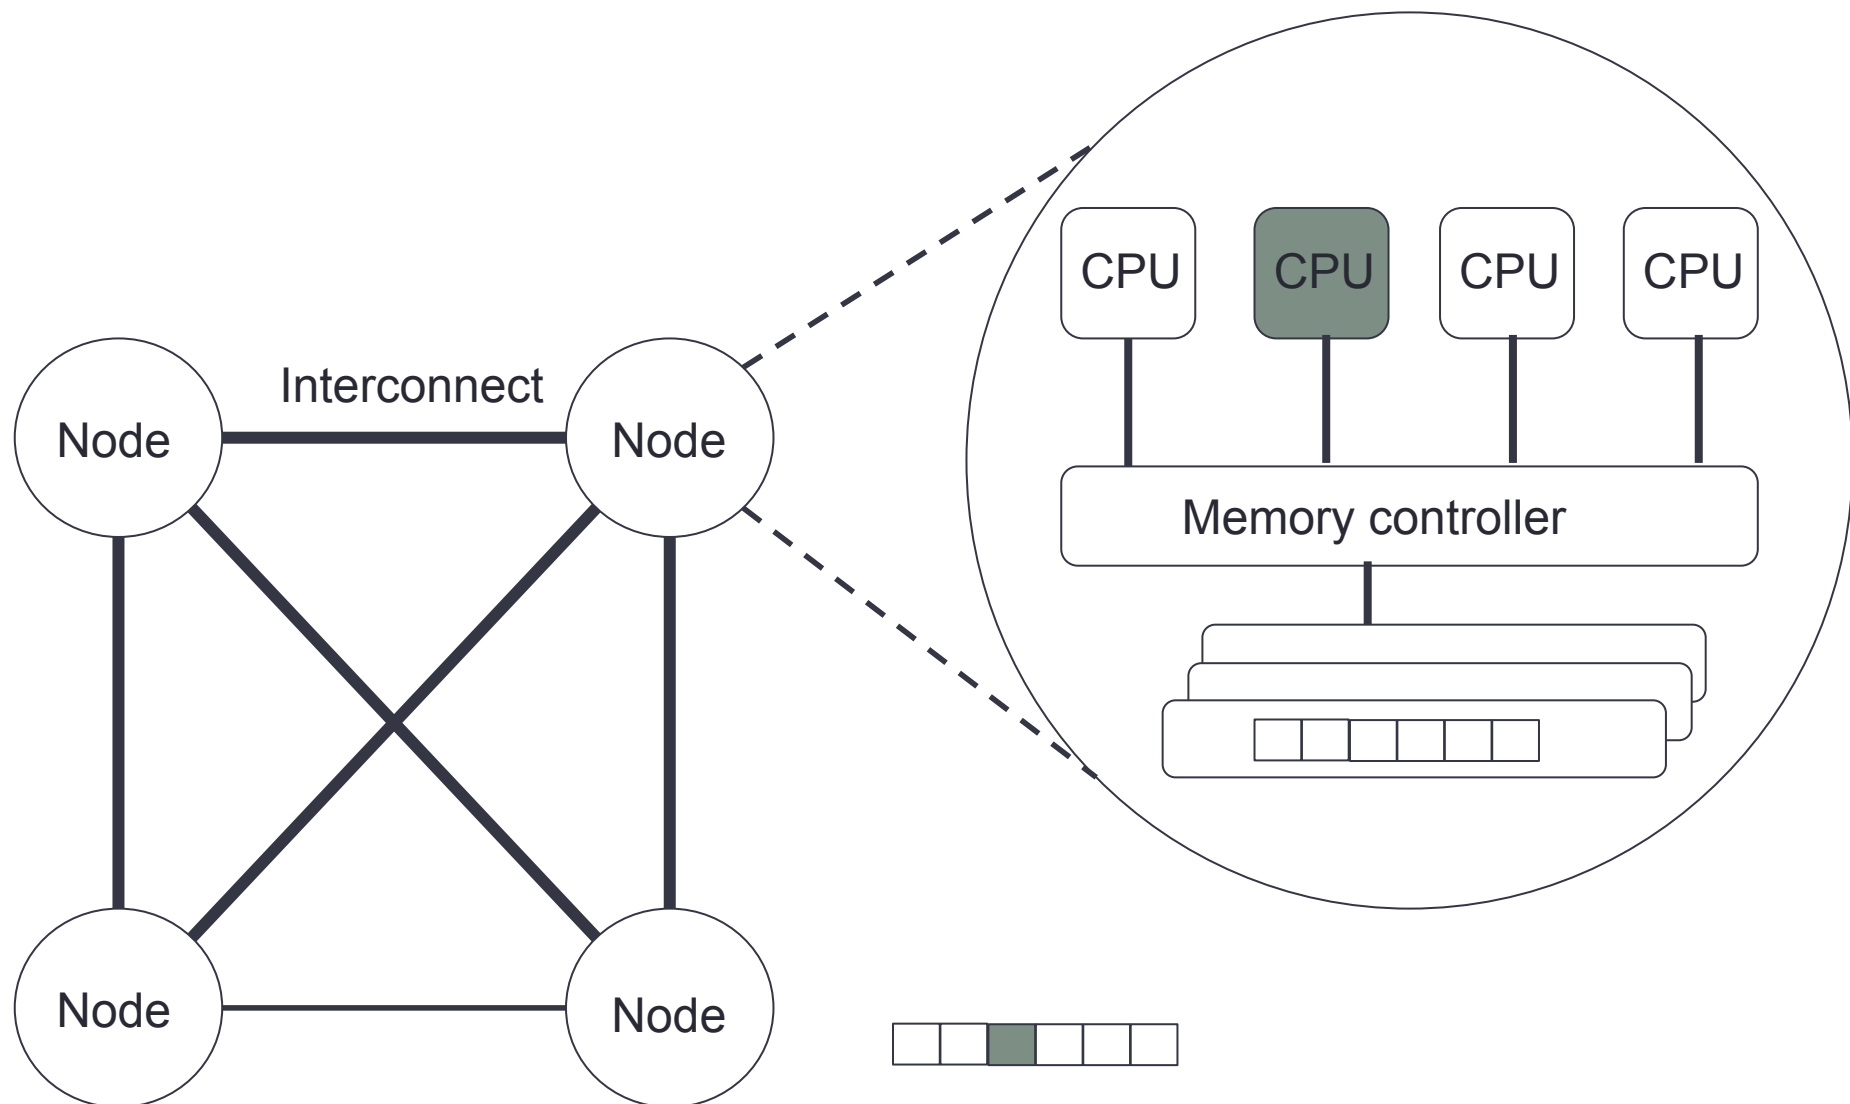 CPU
CPU
CPU
CPU
Interconnect
Node
Node
Memory controller
Node
Node